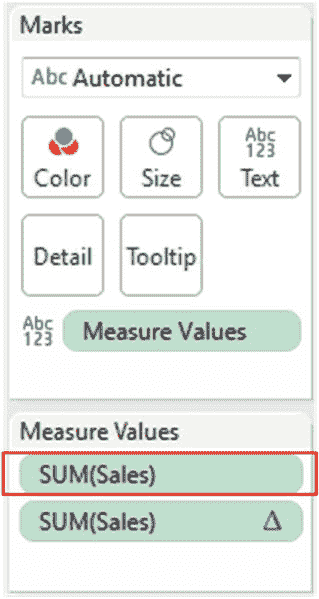 Marks
Abc Automatic
Color
Size
Abc
123
Text
Detail
Tooltip
Abc
123
Measure Values
Measure Values
SUM(Sales)
SUM(Sales) Δ